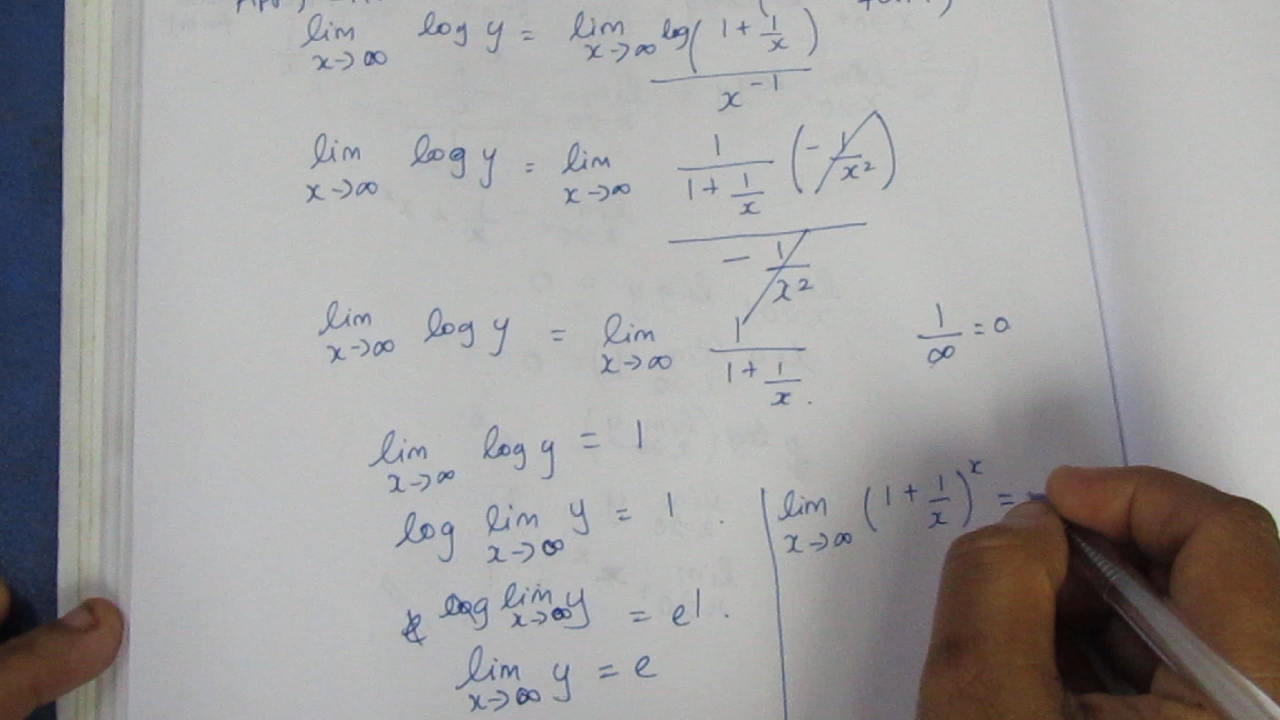 lim x→∞ log y = lim x→∞ log(1 + 1/x) / x^-1
lim x→∞ log y = lim x→∞ 1/(1 + 1/x) (-1/x²) / -1/x²
lim x→∞ log y = lim x→∞ 1/(1 + 1/x). 1/∞ = 0
lim x→∞ log y = 1
log lim x→∞ y = 1.
log lim x→∞ y = e1.
lim x→∞ y = e
lim x→∞ (1 + 1/x)^x =